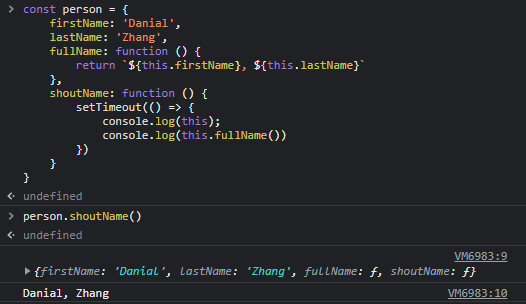 > const person = {
    firstName: 'Danial',
    lastName: 'Zhang',
    fullName: function () {
        return `${this.firstName}, ${this.lastName}`
    },
    shoutName: function () {
        setTimeout(() => {
            console.log(this);
            console.log(this.fullName())
        })
    }
}
undefined
> person.shoutName()
undefined
VM6983:9
{firstName: 'Danial', lastName: 'Zhang', fullName: ƒ, shoutName: ƒ}
Danial, Zhang VM6983:10